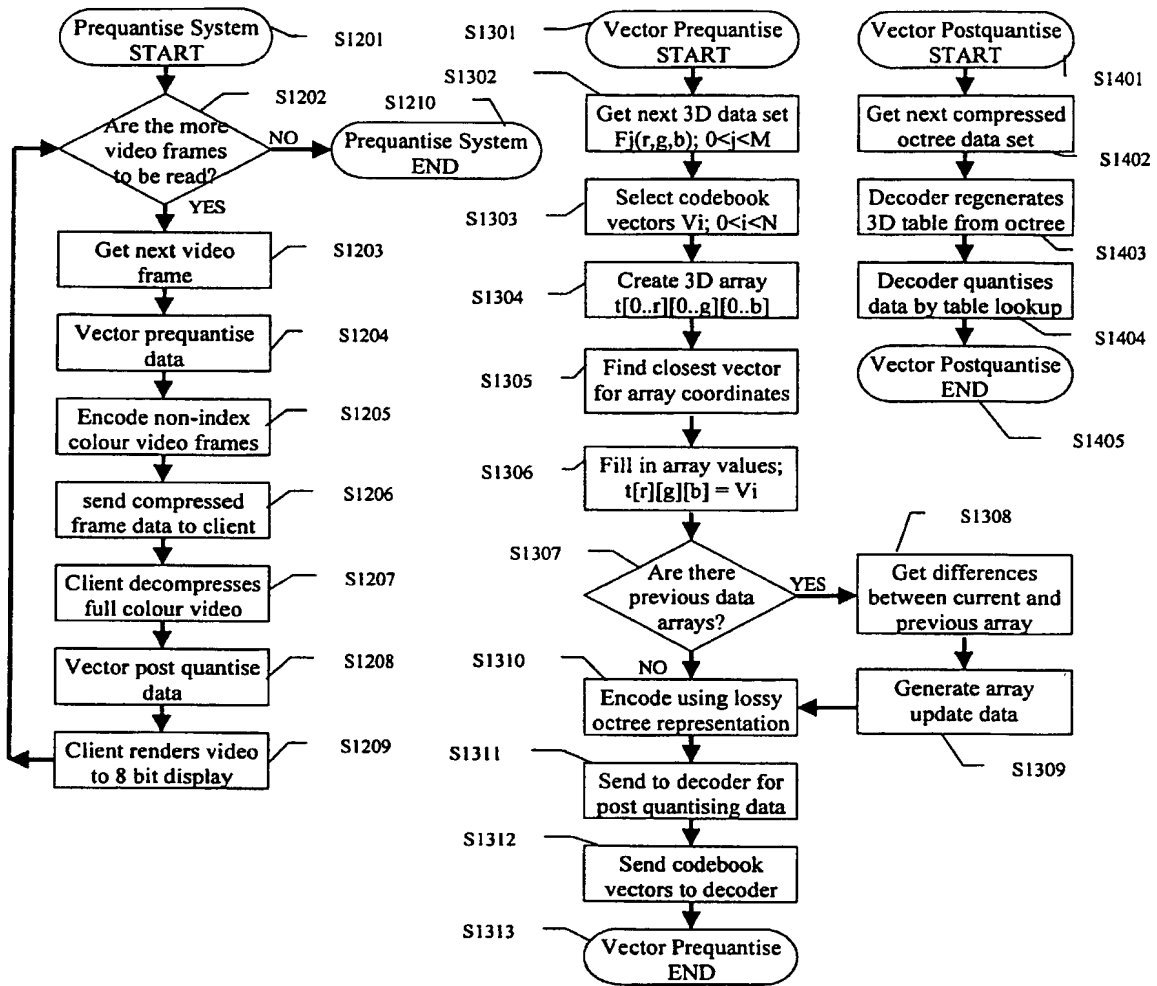 Prequantise System
START
S1201
S1202
Are the more
video frames
to be read?
NO
S1210
Prequantise System
END
YES
Get next video
frame
S1203
Vector prequantise
data
S1204
Encode non-index
colour video frames
S1205
send compressed
frame data to client
S1206
Client decompresses
full colour video
S1207
Vector post quantise
data
S1208
Client renders video
to 8 bit display
S1209
S1301
Vector Prequantise
START
S1302
Get next 3D data set
Fj(r,g,b); 0<j<M
S1303
Select codebook
vectors Vi; 0<i<N
S1304
Create 3D array
t[0..r][0..g][0..b]
S1305
Find closest vector
for array coordinates
S1306
Fill in array values;
t[r][g][b] = Vi
S1307
Are there
previous data
arrays?
YES
S1308
Get differences
between current and
previous array
Generate array
update data
S1309
NO
S1310
Encode using lossy
octree representation
S1311
Send to decoder for
post quantising data
S1312
Send codebook
vectors to decoder
S1313
Vector Prequantise
END
Vector Postquantise
START
S1401
Get next compressed
octree data set
S1402
Decoder regenerates
3D table from octree
S1403
Decoder quantises
data by table lookup
S1404
Vector Postquantise
END
S1405